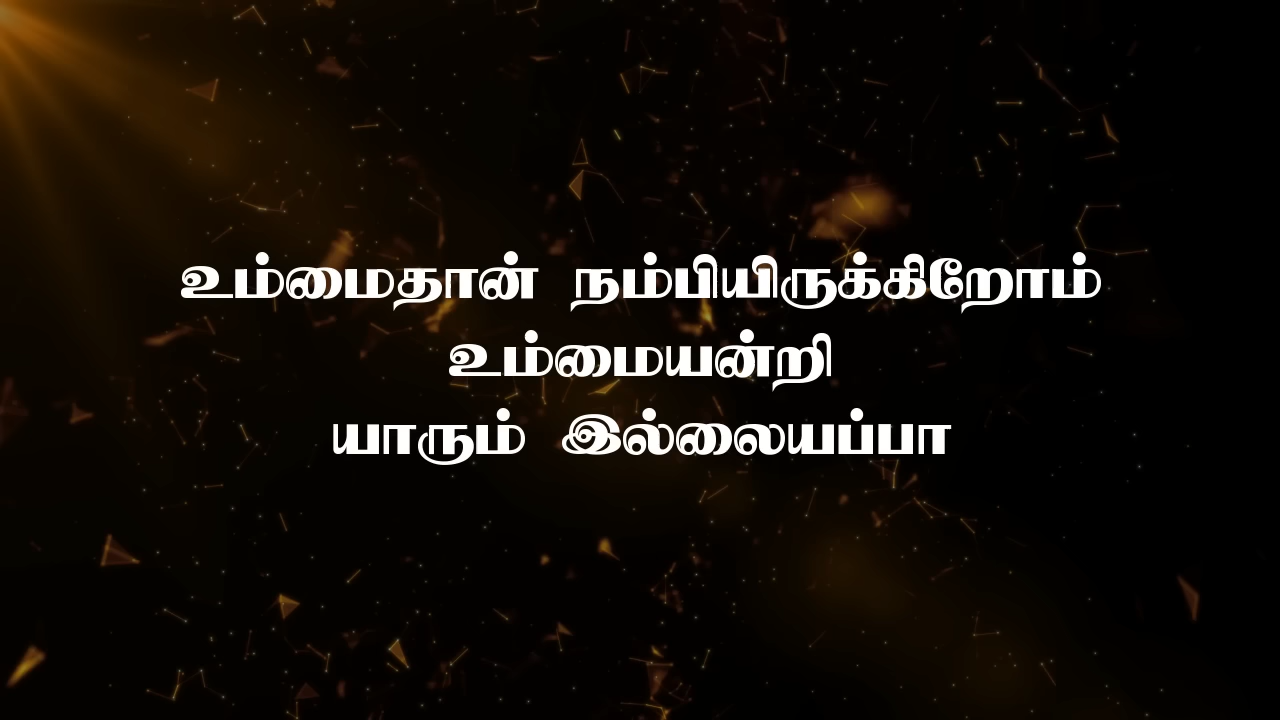 உம்மைதான் நம்பியிருக்கிறோம்
உம்மையன்றி
யாரும் இல்லையப்பா